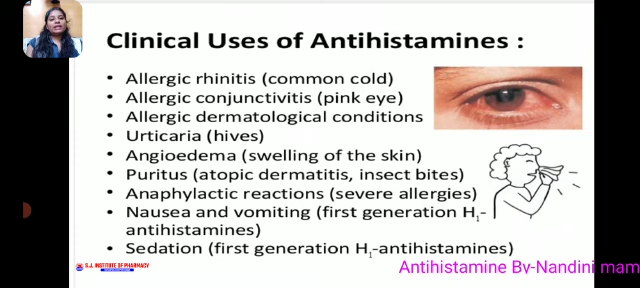 Clinical Uses of Antihistamines :
• Allergic rhinitis (common cold)
• Allergic conjunctivitis (pink eye)
• Allergic dermatological conditions
• Urticaria (hives)
• Angioedema (swelling of the skin)
• Puritus (atopic dermatitis, insect bites)
• Anaphylactic reactions (severe allergies)
• Nausea and vomiting (first generation H₁-
antihistamines)
• Sedation (first generation H₁-antihistamines)
S.J. INSTITUTE OF PHARMACY
Antihistamine By-Nandini mam